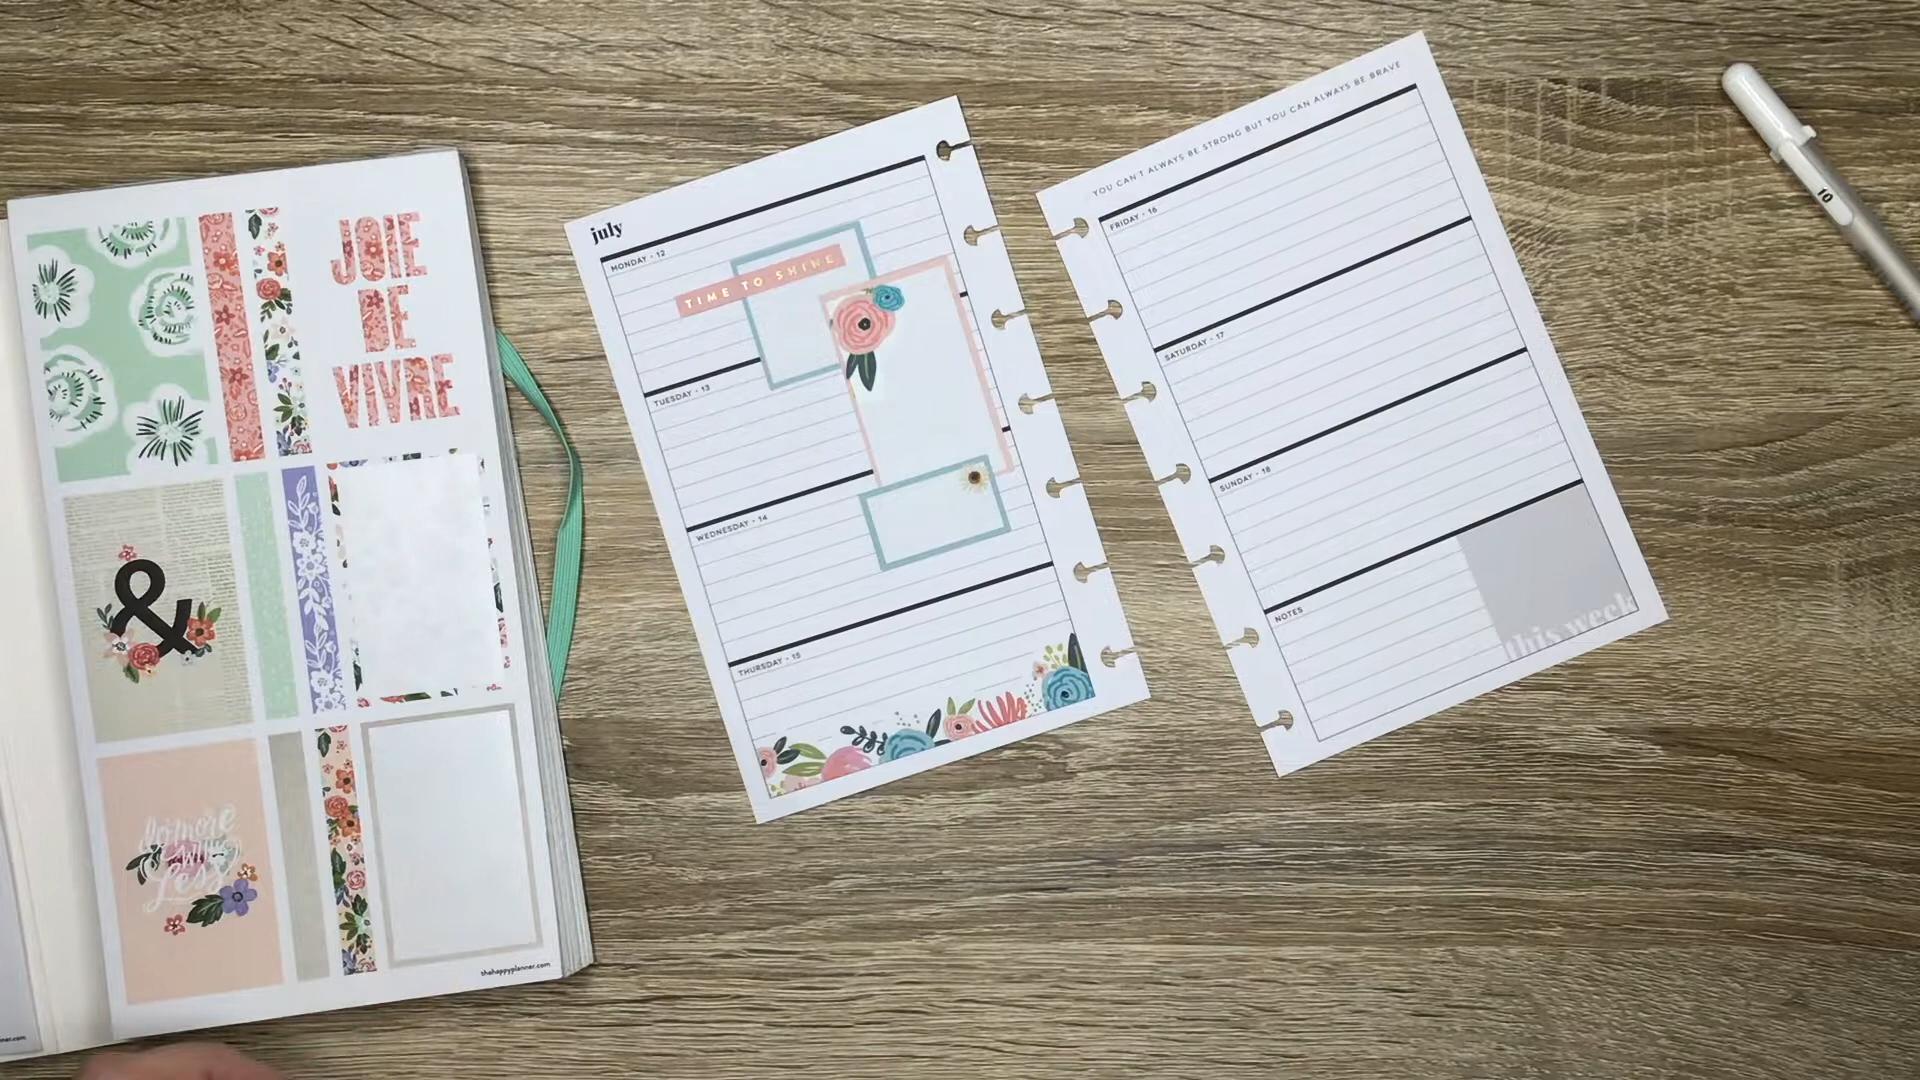 JOIE
DE
VIVRE
&
do more
with
less
thehappyplanner.com
july
MONDAY • 12
TIME TO SHINE
TUESDAY • 13
WEDNESDAY • 14
THURSDAY • 15
YOU CAN'T ALWAYS BE STRONG BUT YOU CAN ALWAYS BE BRAVE
FRIDAY • 16
SATURDAY • 17
SUNDAY • 18
NOTES
this week
10